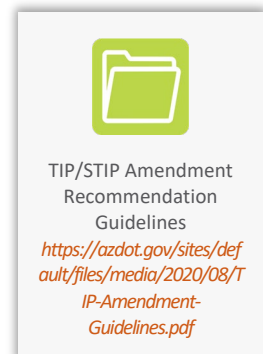 TIP/STIP Amendment
Recommendation
Guidelines
https://azdot.gov/sites/def
ault/files/media/2020/08/T
IP-Amendment-
Guidelines.pdf